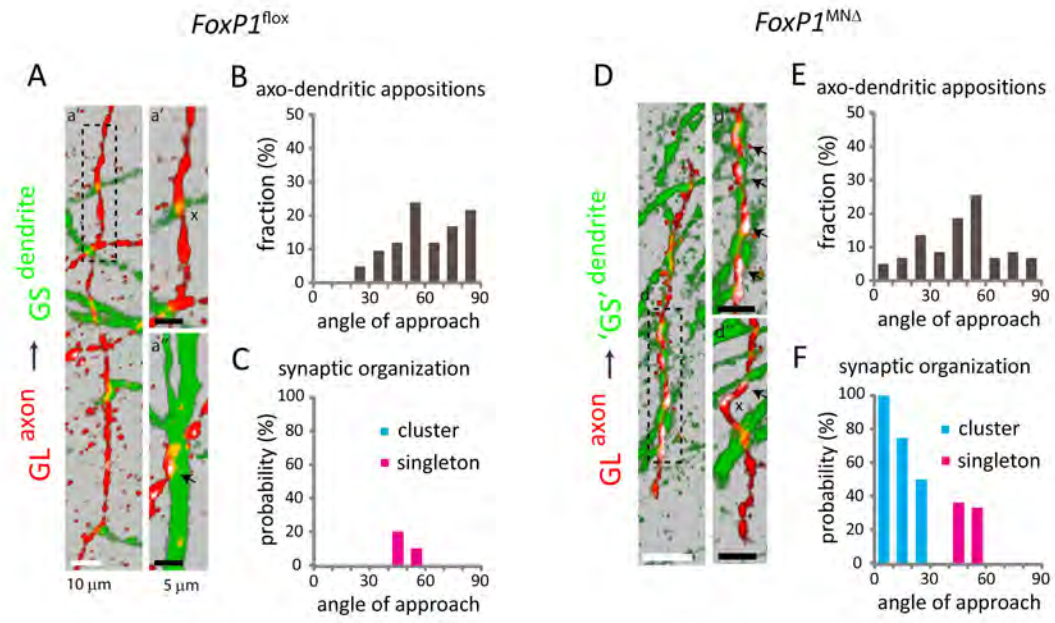 FoxP1flox
FoxP1MNΔ
A
GL axon → GS dendrite
a'
a'
x
a"
10 µm
5 µm
B
axo-dendritic appositions
fraction (%)
50
40
30
20
10
0
0
30
60
90
angle of approach
C
synaptic organization
probability (%)
100
80
60
40
20
0
cluster
singleton
0
30
60
90
angle of approach
D
GL axon → 'GS' dendrite
d'
d"
x
E
axo-dendritic appositions
fraction (%)
50
40
30
20
10
0
0
30
60
90
angle of approach
F
synaptic organization
probability (%)
100
80
60
40
20
0
cluster
singleton
0
30
60
90
angle of approach